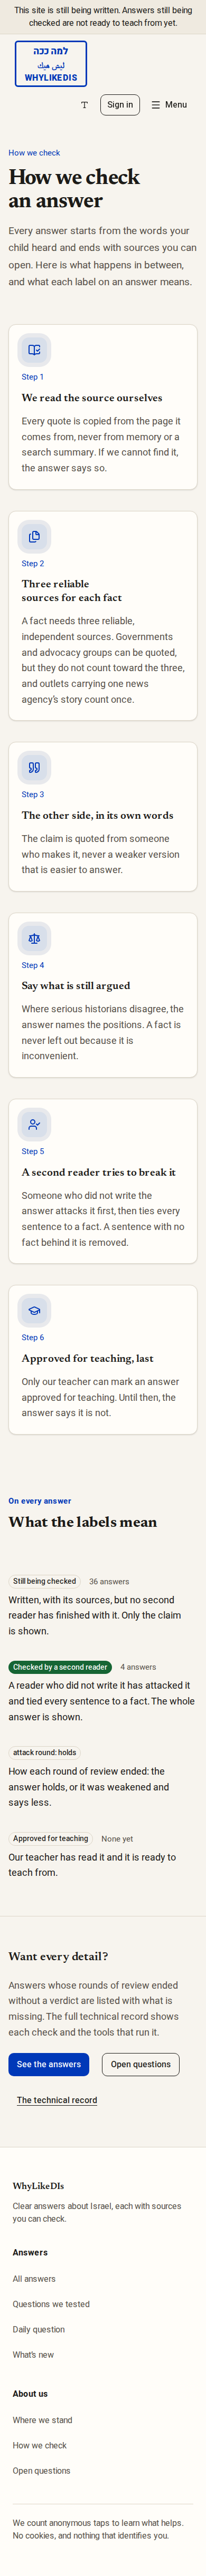 This site is still being written. Answers still being
checked are not ready to teach from yet.
למה ככה
ليش هيك
WHYLIKEDIS
T
Sign in
Menu
How we check
How we check
an answer
Every answer starts from the words your
child heard and ends with sources you can
open. Here is what happens in between,
and what each label on an answer means.
Step 1
We read the source ourselves
Every quote is copied from the page it
comes from, never from memory or a
search summary. If we cannot find it,
the answer says so.
Step 2
Three reliable
sources for each fact
A fact needs three reliable,
independent sources. Governments
and advocacy groups can be quoted,
but they do not count toward the three,
and outlets carrying one news
agency's story count once.
Step 3
The other side, in its own words
The claim is quoted from someone
who makes it, never a weaker version
that is easier to answer.
Step 4
Say what is still argued
Where serious historians disagree, the
answer names the positions. A fact is
never left out because it is
inconvenient.
Step 5
A second reader tries to break it
Someone who did not write the
answer attacks it first, then ties every
sentence to a fact. A sentence with no
fact behind it is removed.
Step 6
Approved for teaching, last
Only our teacher can mark an answer
approved for teaching. Until then, the
answer says it is not.
On every answer
What the labels mean
Still being checked 36 answers
Written, with its sources, but no second
reader has finished with it. Only the claim
is shown.
Checked by a second reader 4 answers
A reader who did not write it has attacked it
and tied every sentence to a fact. The whole
answer is shown.
attack round: holds
How each round of review ended: the
answer holds, or it was weakened and
says less.
Approved for teaching None yet
Our teacher has read it and it is ready to
teach from.
Want every detail?
Answers whose rounds of review ended
without a verdict are listed with what is
missing. The full technical record shows
each check and the tools that run it.
See the answers
Open questions
The technical record
WhyLikeDIs
Clear answers about Israel, each with sources
you can check.
Answers
All answers
Questions we tested
Daily question
What's new
About us
Where we stand
How we check
Open questions
We count anonymous taps to learn what helps.
No cookies, and nothing that identifies you.